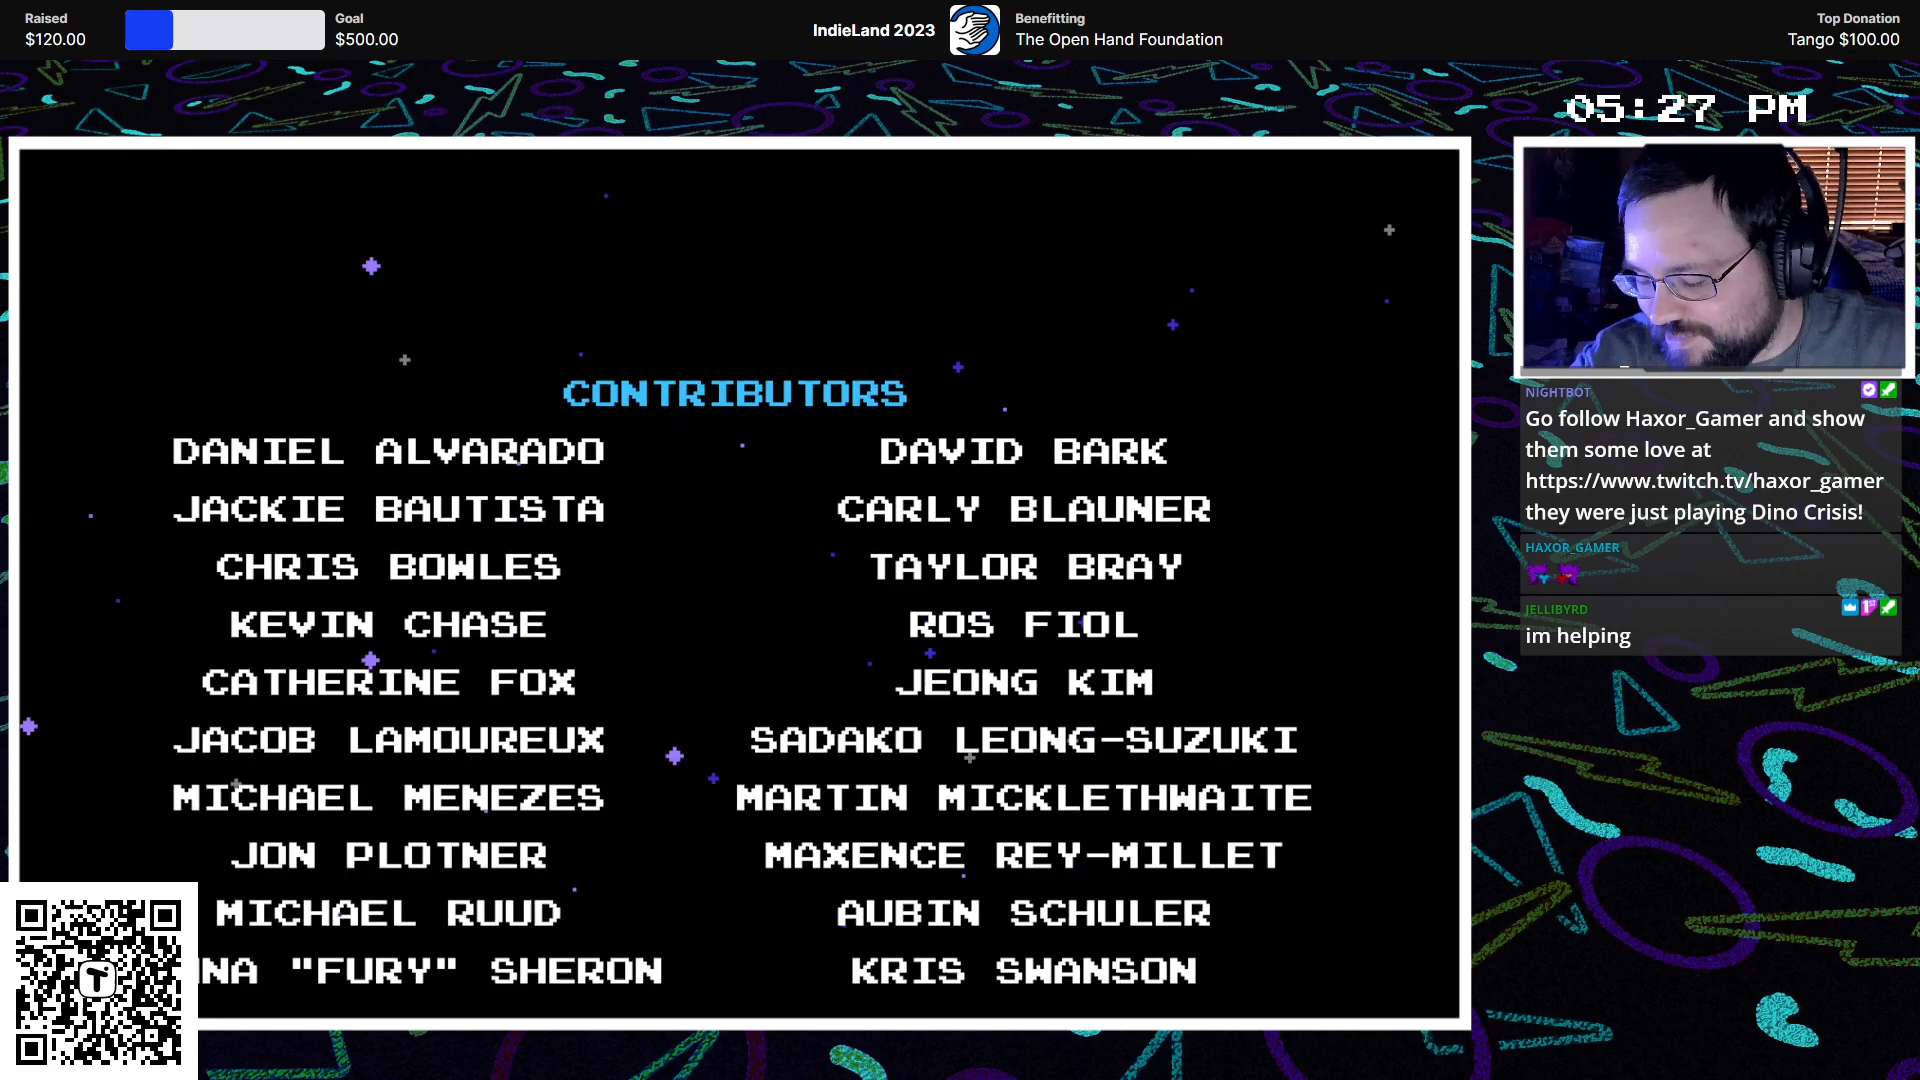 Raised
$120.00
Goal
$500.00
IndieLand 2023
Benefitting
The Open Hand Foundation
Top Donation
Tango $100.00
05:27 PM
CONTRIBUTORS
DANIEL ALVARADO
DAVID BARK
JACKIE BAUTISTA
CARLY BLAUNER
CHRIS BOWLES
TAYLOR BRAY
KEVIN CHASE
ROS FIOL
CATHERINE FOX
JEONG KIM
JACOB LAMOUREUX
SADAKO LEONG-SUZUKI
MICHAEL MENEZES
MARTIN MICKLETHWAITE
JON PLOTNER
MAXENCE REY-MILLET
MICHAEL RUUD
AUBIN SCHULER
"FURY" SHERON
KRIS SWANSON
NIGHTBOT
Go follow Haxor_Gamer and show
them some love at
https://www.twitch.tv/haxor_gamer
they were just playing Dino Crisis!
HAXOR_GAMER
JELLIBYRD
im helping